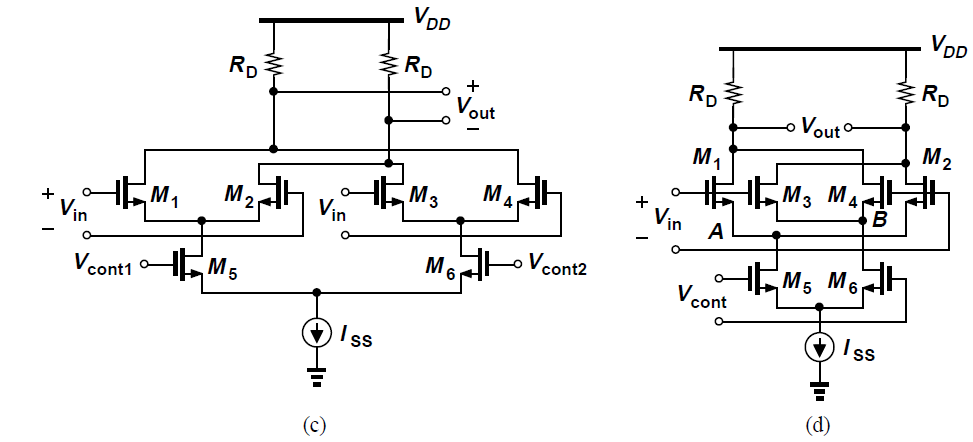 V_DD
R_D R_D
+
V_out
−
+
V_in
−
M_1 M_2
V_in
M_3 M_4
V_cont1 M_5
M_6 V_cont2
I_SS
(c)
V_DD
R_D R_D
V_out
M_1 M_2
+
V_in
−
M_3 M_4
A B
V_cont
M_5 M_6
I_SS
(d)